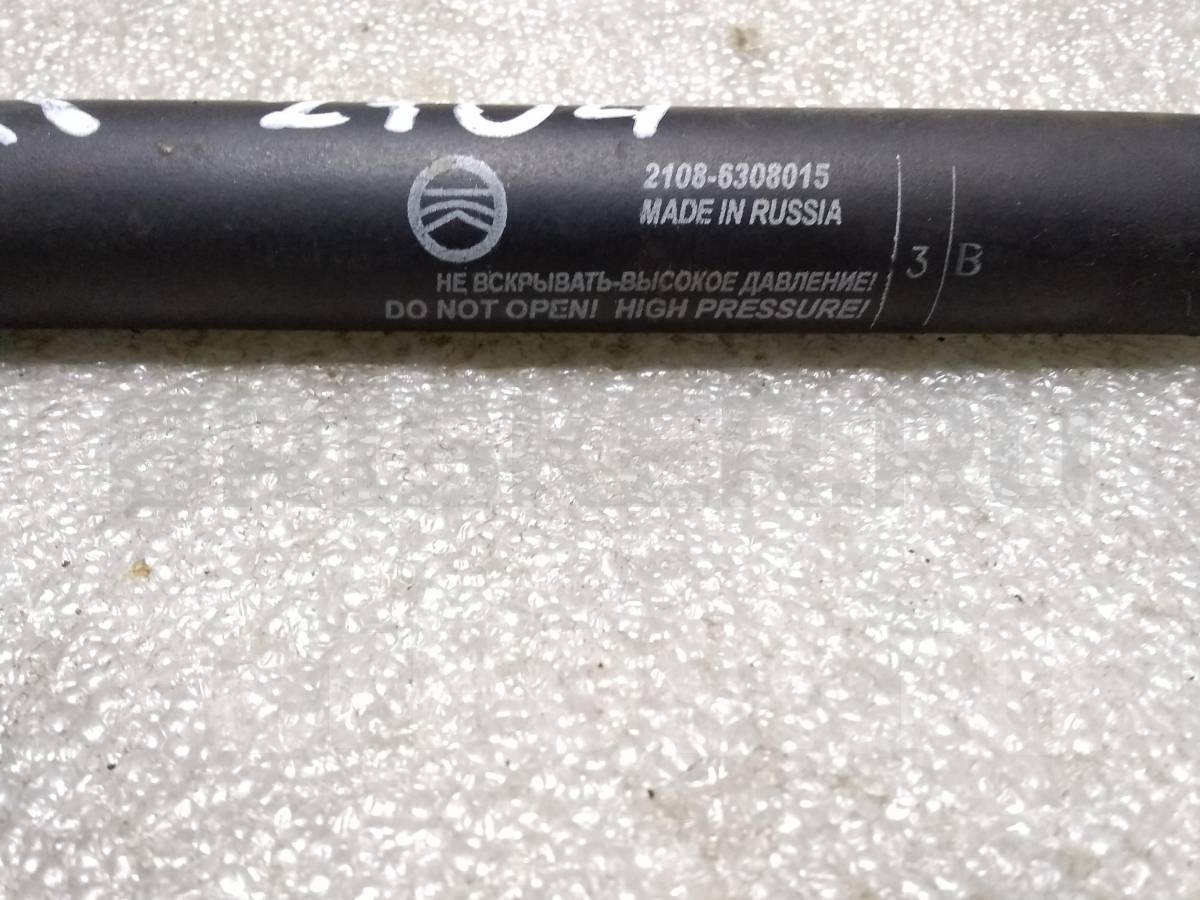 2104
2108-6308015
MADE IN RUSSIA
3 B
НЕ ВСКРЫВАТЬ-ВЫСОКОЕ ДАВЛЕНИЕ!
DO NOT OPEN! HIGH PRESSURE!